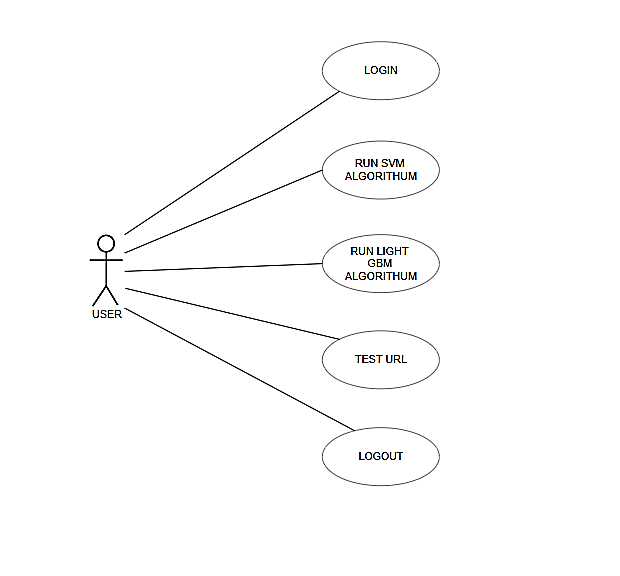 LOGIN
RUN SVM
ALGORITHUM
RUN LIGHT
GBM
ALGORITHUM
USER
TEST URL
LOGOUT